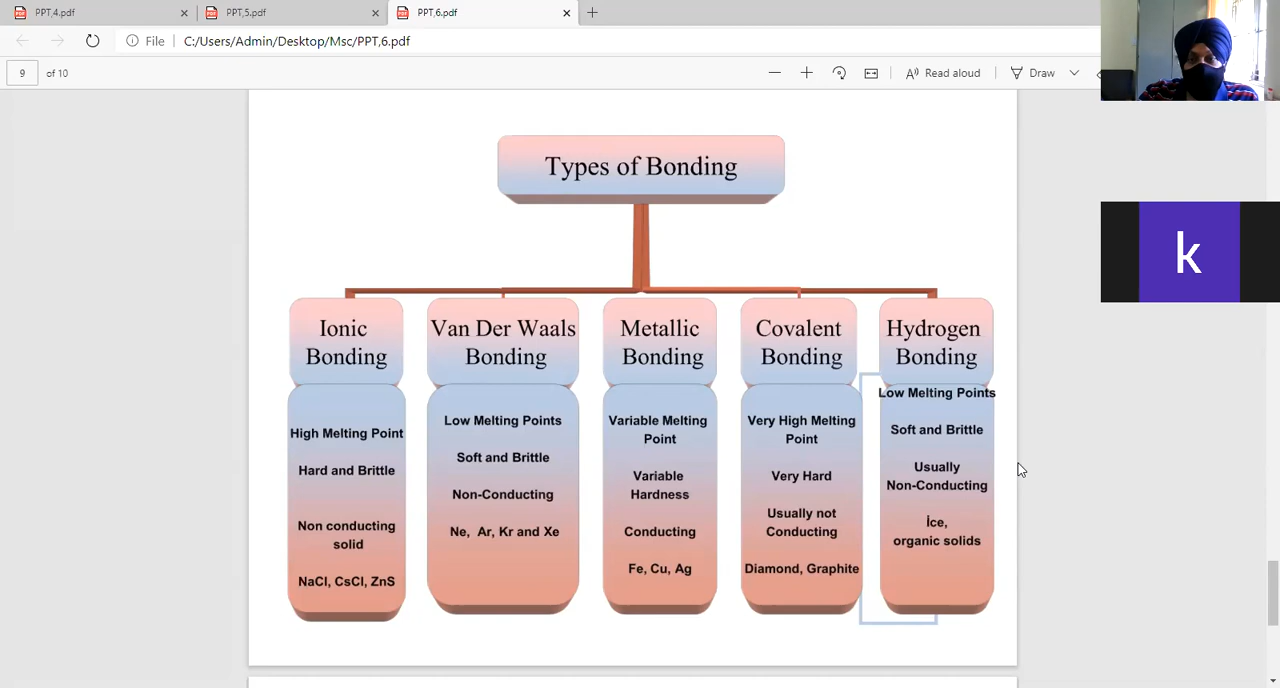 PPT,4.pdf
PPT,5.pdf
PPT,6.pdf
File
C:/Users/Admin/Desktop/Msc/PPT,6.pdf
9 of 10
Read aloud
Draw
k
Types of Bonding
Ionic
Bonding
High Melting Point
Hard and Brittle
Non conducting
solid
NaCl, CsCl, ZnS
Van Der Waals
Bonding
Low Melting Points
Soft and Brittle
Non-Conducting
Ne, Ar, Kr and Xe
Metallic
Bonding
Variable Melting
Point
Variable
Hardness
Conducting
Fe, Cu, Ag
Covalent
Bonding
Very High Melting
Point
Very Hard
Usually not
Conducting
Diamond, Graphite
Hydrogen
Bonding
Low Melting Points
Soft and Brittle
Usually
Non-Conducting
İce,
organic solids